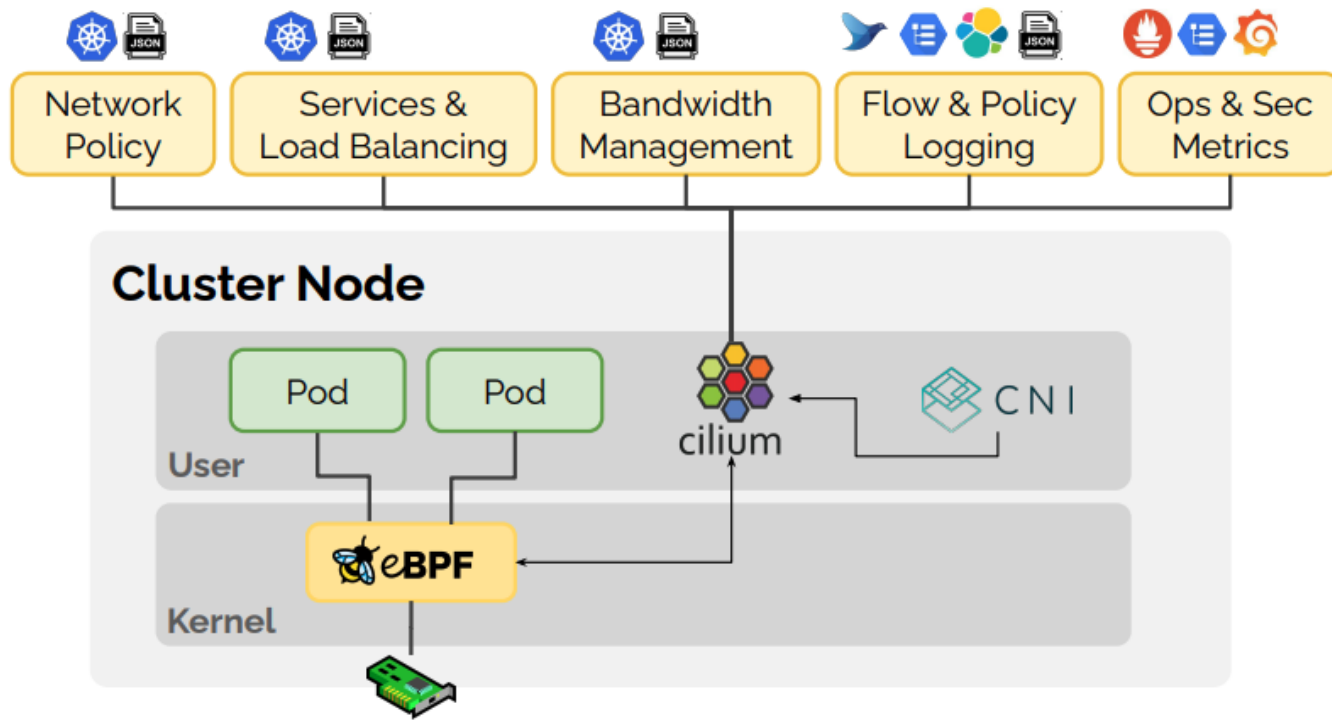 JSON
JSON
JSON
JSON
Network
Policy
Services &
Load Balancing
Bandwidth
Management
Flow & Policy
Logging
Ops & Sec
Metrics
Cluster Node
Pod
Pod
cilium
CNI
User
eBPF
Kernel